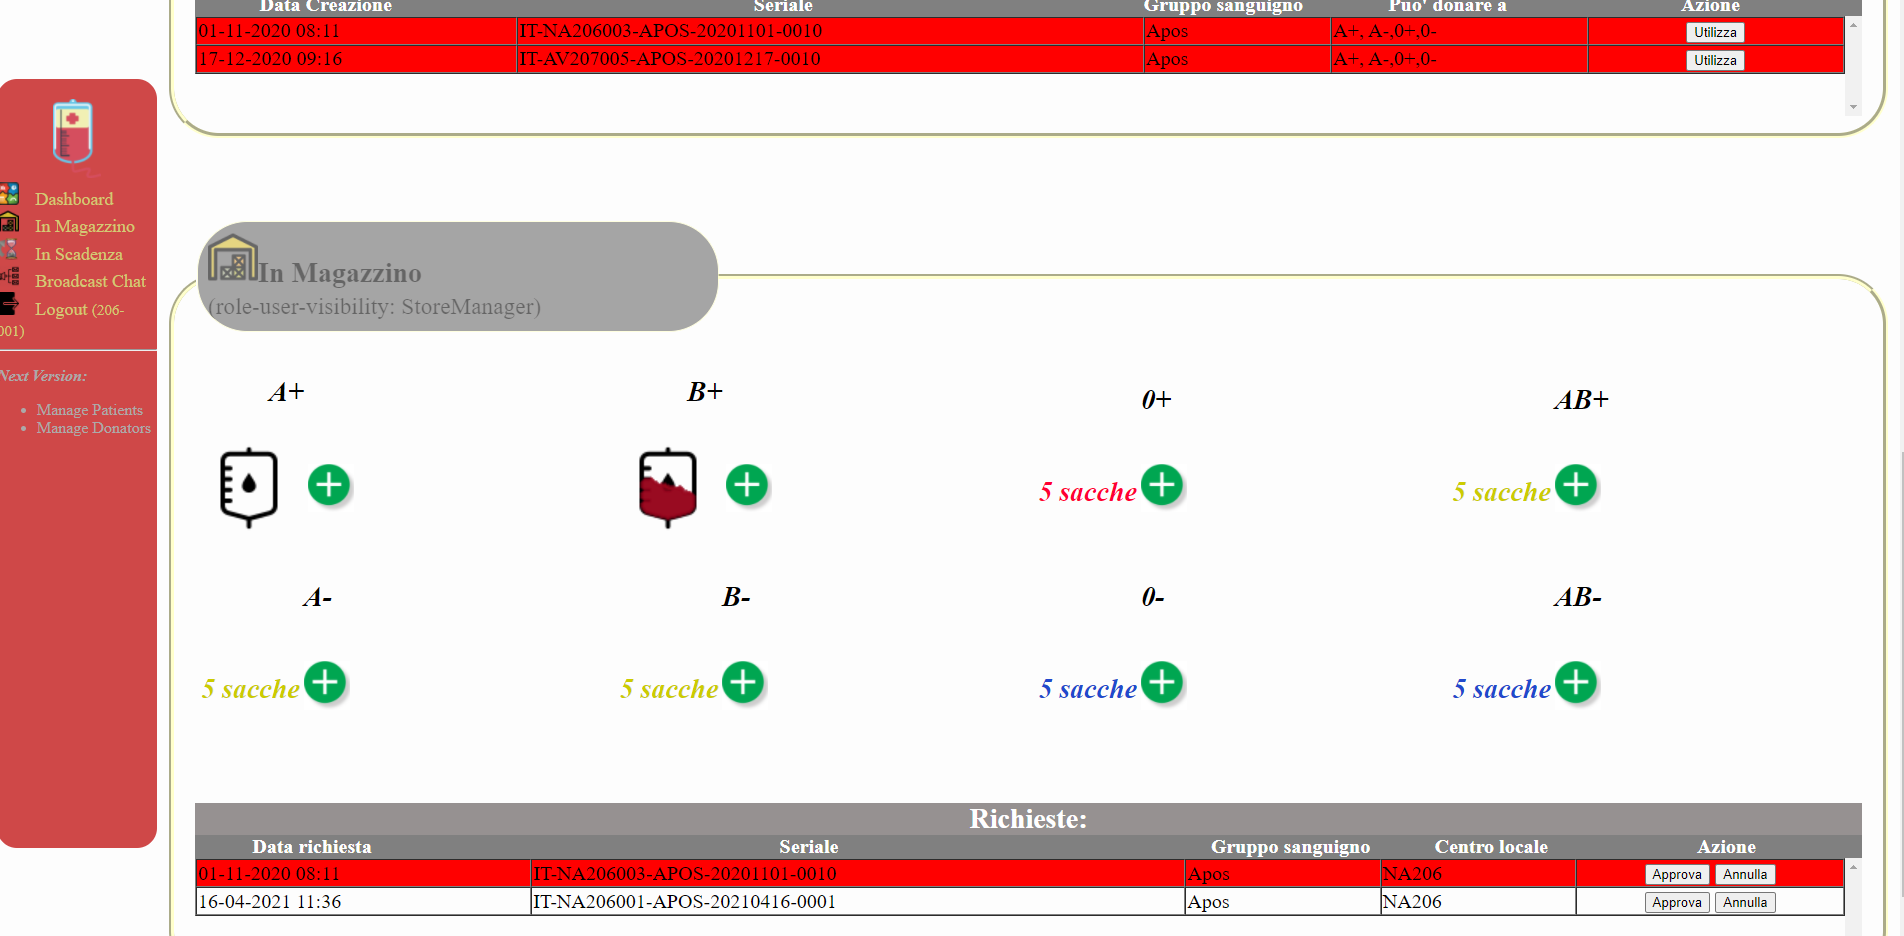 Data Creazione Seriale Gruppo sanguigno Puo' donare a Azione
01-11-2020 08:11 IT-NA206003-APOS-20201101-0010 Apos A+, A-,0+,0- Utilizza
17-12-2020 09:16 IT-AV207005-APOS-20201217-0010 Apos A+, A-,0+,0- Utilizza
Dashboard
In Magazzino
In Scadenza
Broadcast Chat
Logout (206-
001)
Next Version:
Manage Patients
Manage Donators
In Magazzino
(role-user-visibility: StoreManager)
A+ B+ 0+ AB+
5 sacche 5 sacche
A- B- 0- AB-
5 sacche 5 sacche 5 sacche 5 sacche
Richieste:
Data richiesta Seriale Gruppo sanguigno Centro locale Azione
01-11-2020 08:11 IT-NA206003-APOS-20201101-0010 Apos NA206 Approva Annulla
16-04-2021 11:36 IT-NA206001-APOS-20210416-0001 Apos NA206 Approva Annulla